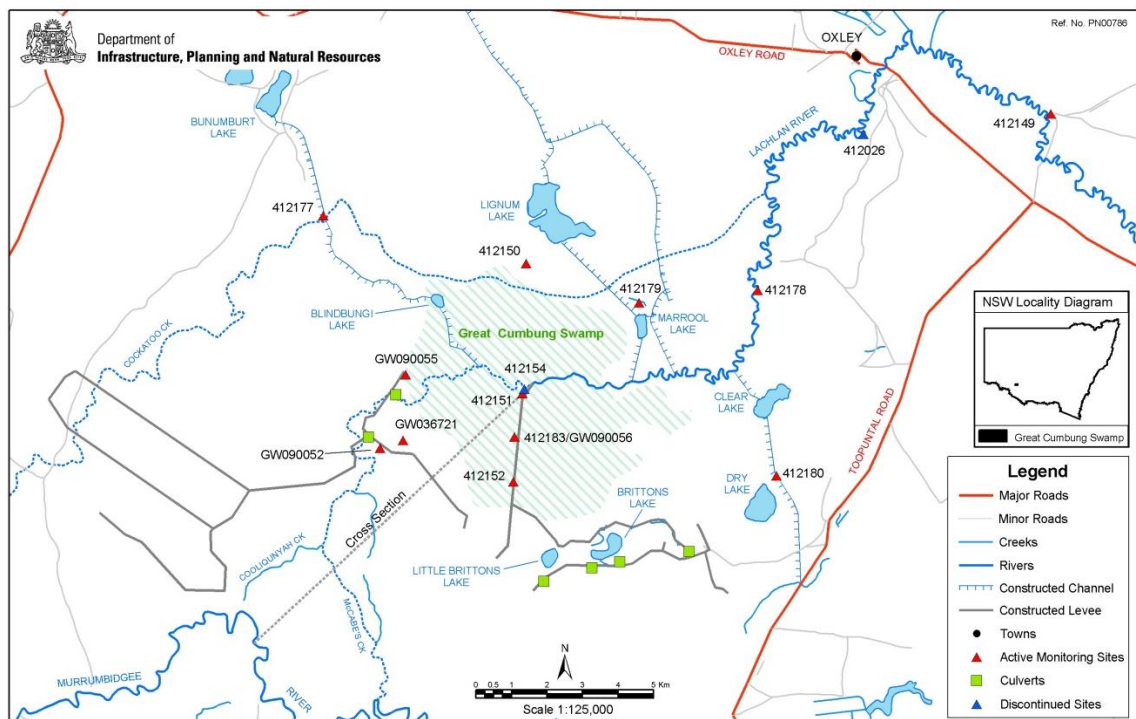 Department of
Infrastructure, Planning and Natural Resources
Ref. No. PN00786
OXLEY
OXLEY ROAD
BUNUMBURT
LAKE
LACHLAN RIVER
412149
412026
412177
LIGNUM
LAKE
412150
412179
412178
MARROOL
LAKE
BLINDBUNGI
LAKE
Great Cumbung Swamp
COCKATOO CK
GW090055
412154
412151
CLEAR
LAKE
TOOPUNTAL ROAD
GW036721
412183/GW090056
GW090052
412152
412180
DRY
LAKE
BRITTONS
LAKE
Cross Section
COOLIQUNYAH CK
LITTLE BRITTONS
LAKE
McCABE'S CK
MURRUMBIDGEE
RIVER
N
0 0.5 1 2 3 4 5 Km
Scale 1:125,000
NSW Locality Diagram
Great Cumbung Swamp
Legend
Major Roads
Minor Roads
Creeks
Rivers
Constructed Channel
Constructed Levee
Towns
Active Monitoring Sites
Culverts
Discontinued Sites